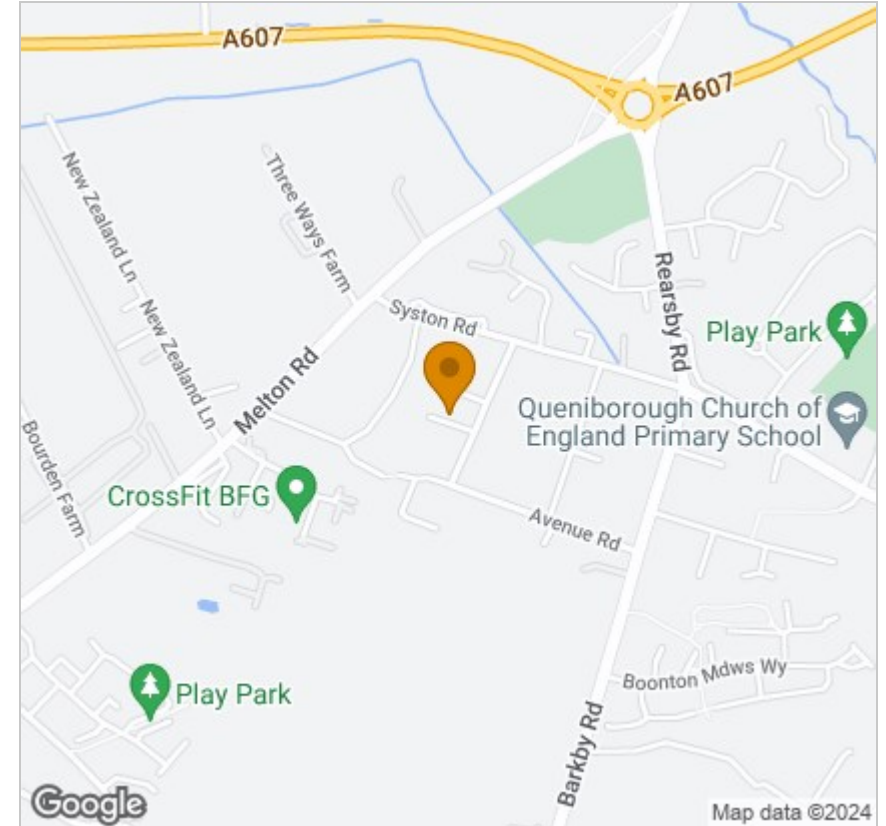 A607
A607
New Zealand Ln
Three Ways Farm
Rearsby Rd
Syston Rd
Play Park
New Zealand Ln
Melton Rd
Queniborough Church of
England Primary School
Bourden Farm
CrossFit BFG
Avenue Rd
Boonton Mdws Wy
Play Park
Barkby Rd
Google
Map data ©2024